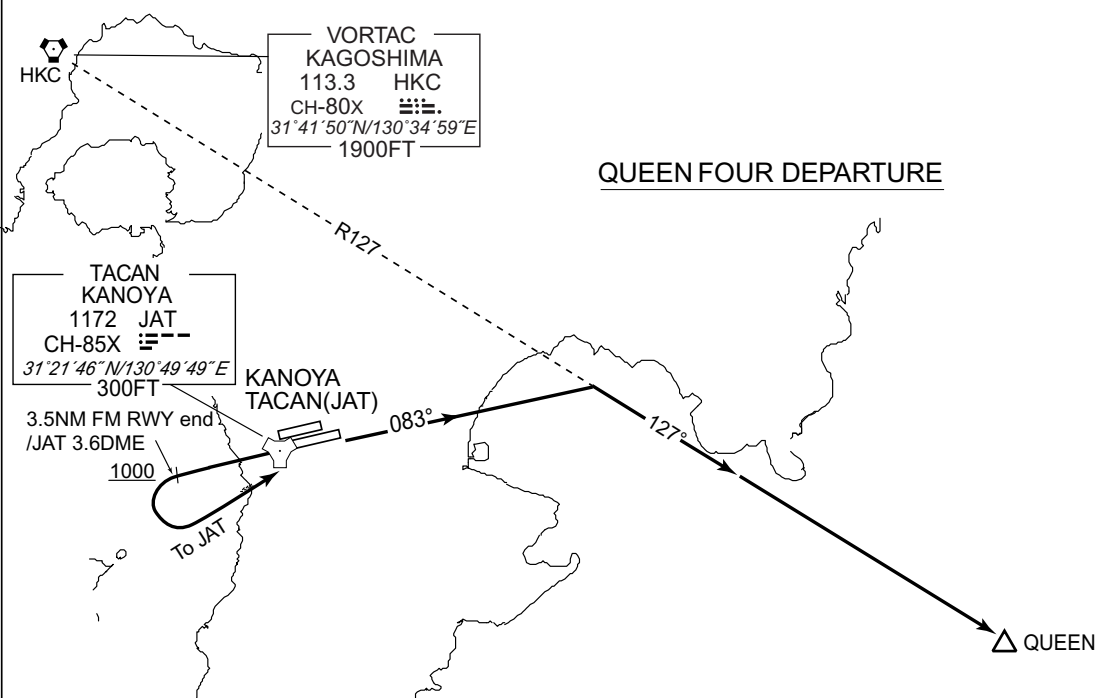 HKC
VORTAC
KAGOSHIMA
113.3 HKC
CH-80X
31°41′50″N/130°34′59″E
1900FT
QUEEN FOUR DEPARTURE
R127
TACAN
KANOYA
1172 JAT
CH-85X
31°21′46″N/130°49′49″E
300FT
KANOYA
TACAN(JAT)
3.5NM FM RWY end
/JAT 3.6DME
1000
083°
127°
To JAT
QUEEN